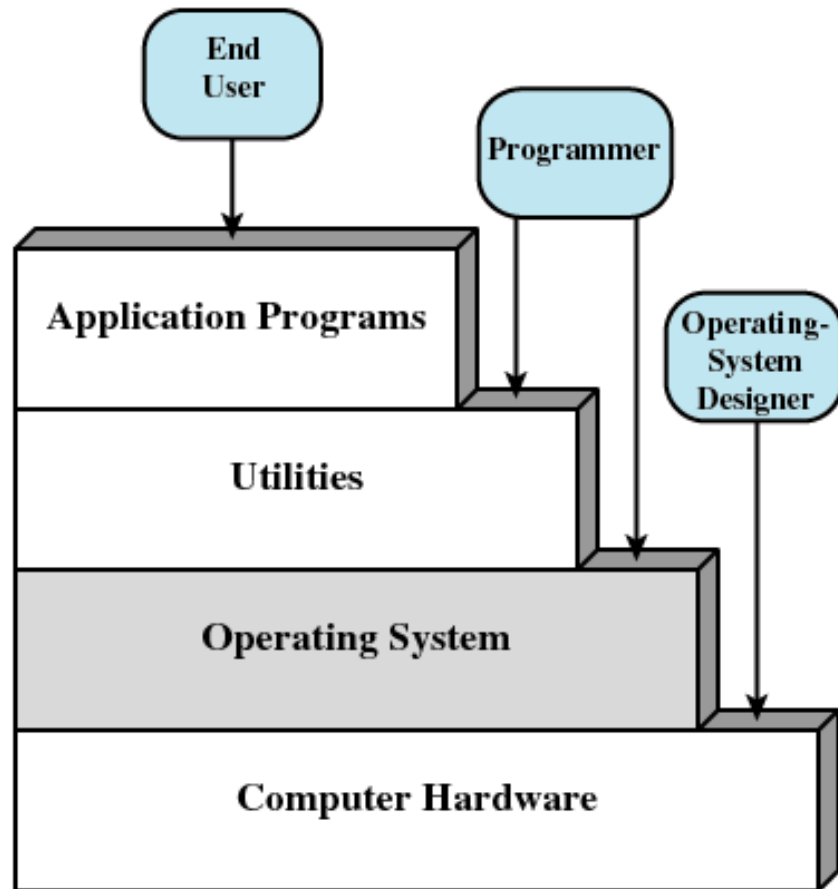 End
User
Programmer
Application Programs
Operating-
System
Designer
Utilities
Operating System
Computer Hardware